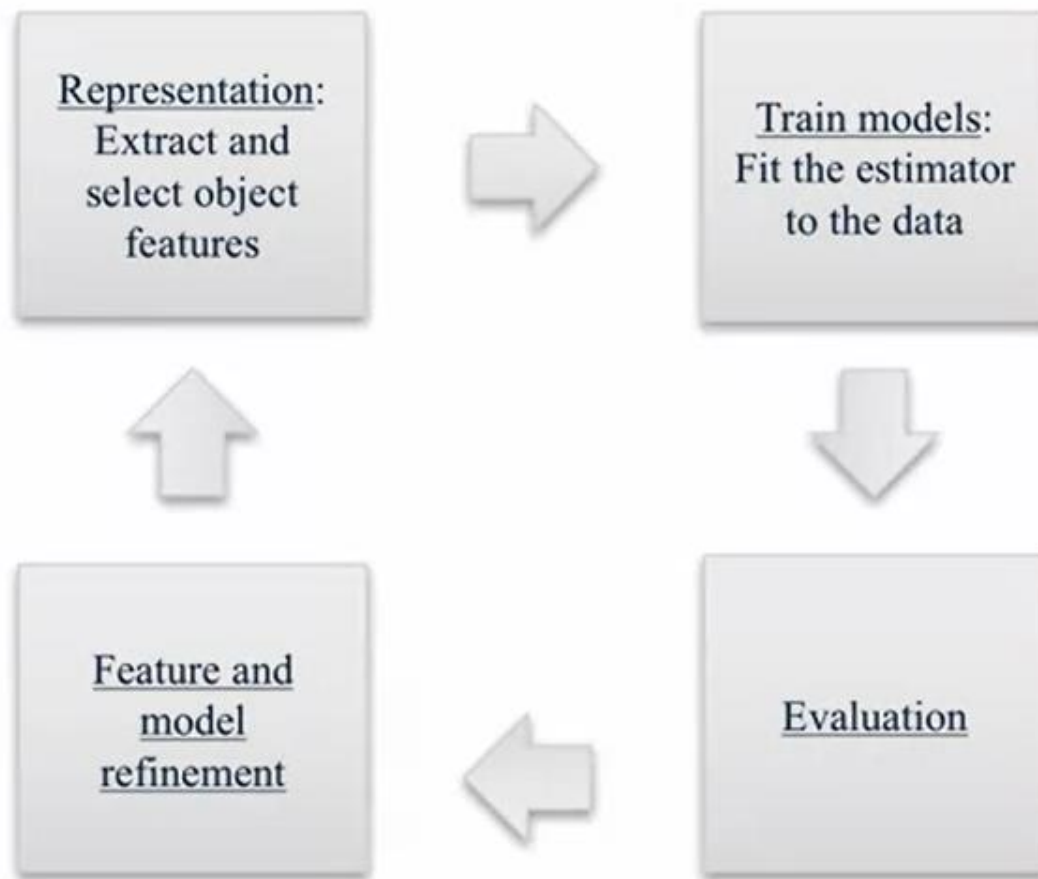 Representation:
Extract and
select object
features
Train models:
Fit the estimator
to the data
Evaluation
Feature and
model
refinement